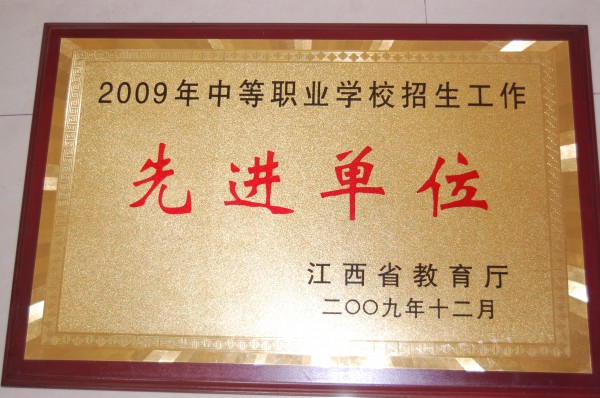 2009年中等职业学校招生工作
先进单位
江西省教育厅
二〇〇九年十二月